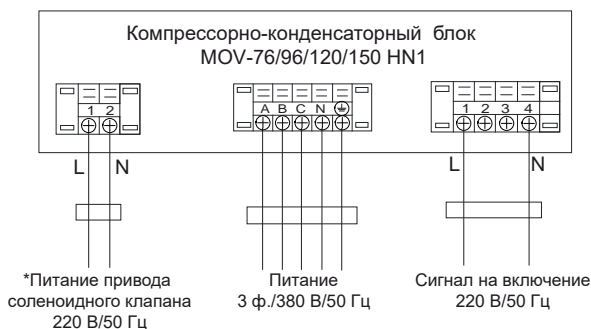 Компрессорно-конденсаторный блок
MOV-76/96/120/150 HN1
1 2
A B C N
1 2 3 4
L N
L N
*Питание привода
соленоидного клапана
220 В/50 Гц
Питание
3 ф./380 В/50 Гц
Сигнал на включение
220 В/50 Гц